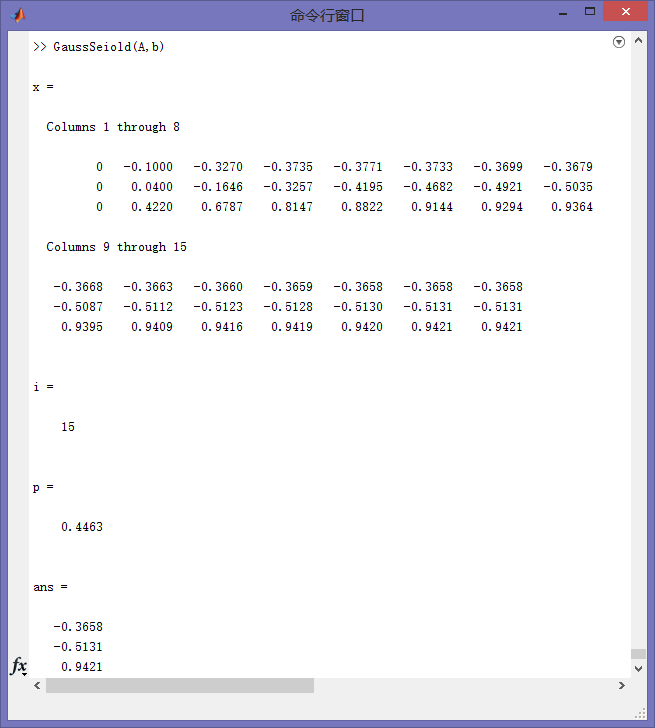 命令行窗口
>> GaussSeiold(A,b)
x =
Columns 1 through 8
0 -0.1000 -0.3270 -0.3735 -0.3771 -0.3733 -0.3699 -0.3679
0 0.0400 -0.1646 -0.3257 -0.4195 -0.4682 -0.4921 -0.5035
0 0.4220 0.6787 0.8147 0.8822 0.9144 0.9294 0.9364
Columns 9 through 15
-0.3668 -0.3663 -0.3660 -0.3659 -0.3658 -0.3658 -0.3658
-0.5087 -0.5112 -0.5123 -0.5128 -0.5130 -0.5131 -0.5131
0.9395 0.9409 0.9416 0.9419 0.9420 0.9421 0.9421
i =
15
p =
0.4463
ans =
-0.3658
-0.5131
0.9421
fx